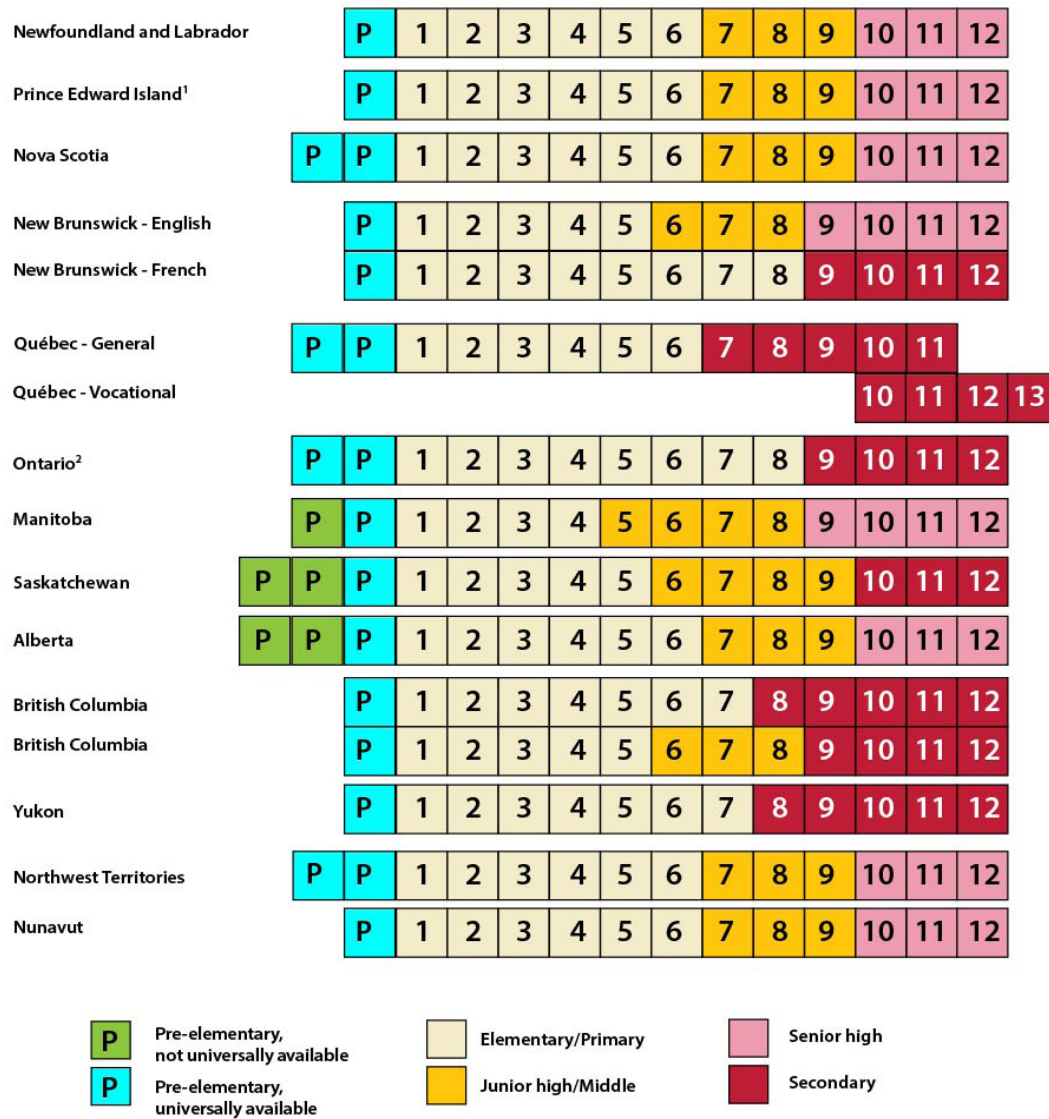 Newfoundland and Labrador P 1 2 3 4 5 6 7 8 9 10 11 12
Prince Edward Island¹ P 1 2 3 4 5 6 7 8 9 10 11 12
Nova Scotia P P 1 2 3 4 5 6 7 8 9 10 11 12
New Brunswick - English P 1 2 3 4 5 6 7 8 9 10 11 12
New Brunswick - French P 1 2 3 4 5 6 7 8 9 10 11 12
Québec - General P P 1 2 3 4 5 6 7 8 9 10 11
Québec - Vocational 10 11 12 13
Ontario² P P 1 2 3 4 5 6 7 8 9 10 11 12
Manitoba P P 1 2 3 4 5 6 7 8 9 10 11 12
Saskatchewan P P P 1 2 3 4 5 6 7 8 9 10 11 12
Alberta P P P 1 2 3 4 5 6 7 8 9 10 11 12
British Columbia P 1 2 3 4 5 6 7 8 9 10 11 12
British Columbia P 1 2 3 4 5 6 7 8 9 10 11 12
Yukon P 1 2 3 4 5 6 7 8 9 10 11 12
Northwest Territories P P 1 2 3 4 5 6 7 8 9 10 11 12
Nunavut P 1 2 3 4 5 6 7 8 9 10 11 12
P Pre-elementary,
not universally available
P Pre-elementary,
universally available
Elementary/Primary
Junior high/Middle
Senior high
Secondary